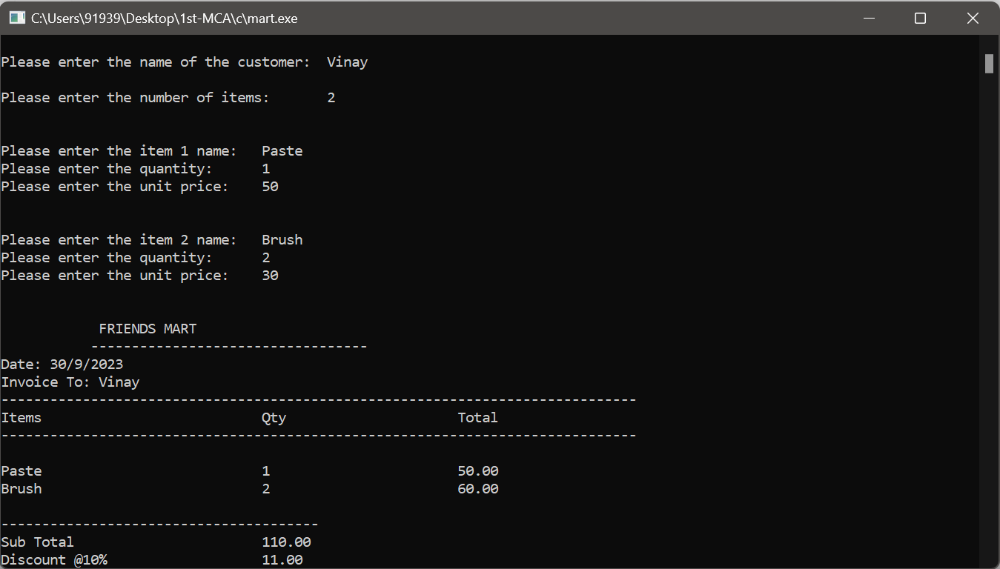 C:\Users\91939\Desktop\1st-MCA\c\mart.exe
Please enter the name of the customer:  Vinay
Please enter the number of items:       2
Please enter the item 1 name:   Paste
Please enter the quantity:      1
Please enter the unit price:    50
Please enter the item 2 name:   Brush
Please enter the quantity:      2
Please enter the unit price:    30
            FRIENDS MART
           ----------------------------------
Date: 30/9/2023
Invoice To: Vinay
------------------------------------------------------------------------------
Items                           Qty                     Total
------------------------------------------------------------------------------
Paste                           1                       50.00
Brush                           2                       60.00
---------------------------------------
Sub Total                       110.00
Discount @10%                   11.00